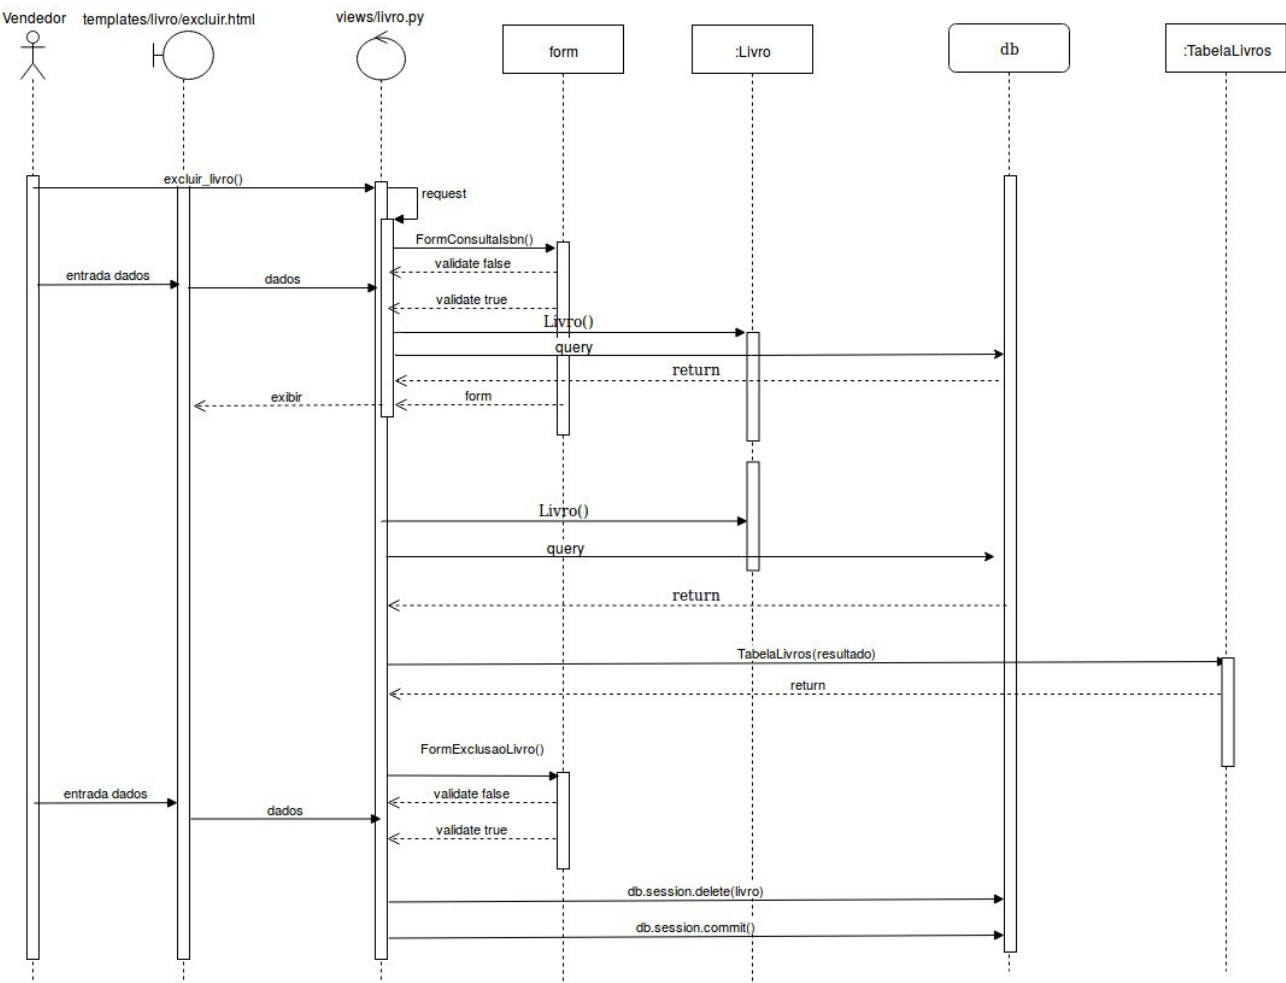 Vendedor
templates/livro/excluir.html
views/livro.py
form
:Livro
db
:TabelaLivros
excluir_livro()
request
FormConsultaIsbn()
validate false
entrada dados
dados
validate true
Livro()
query
return
exibir
form
Livro()
query
return
TabelaLivros(resultado)
return
FormExclusaoLivro()
entrada dados
validate false
dados
validate true
db.session.delete(livro)
db.session.commit()